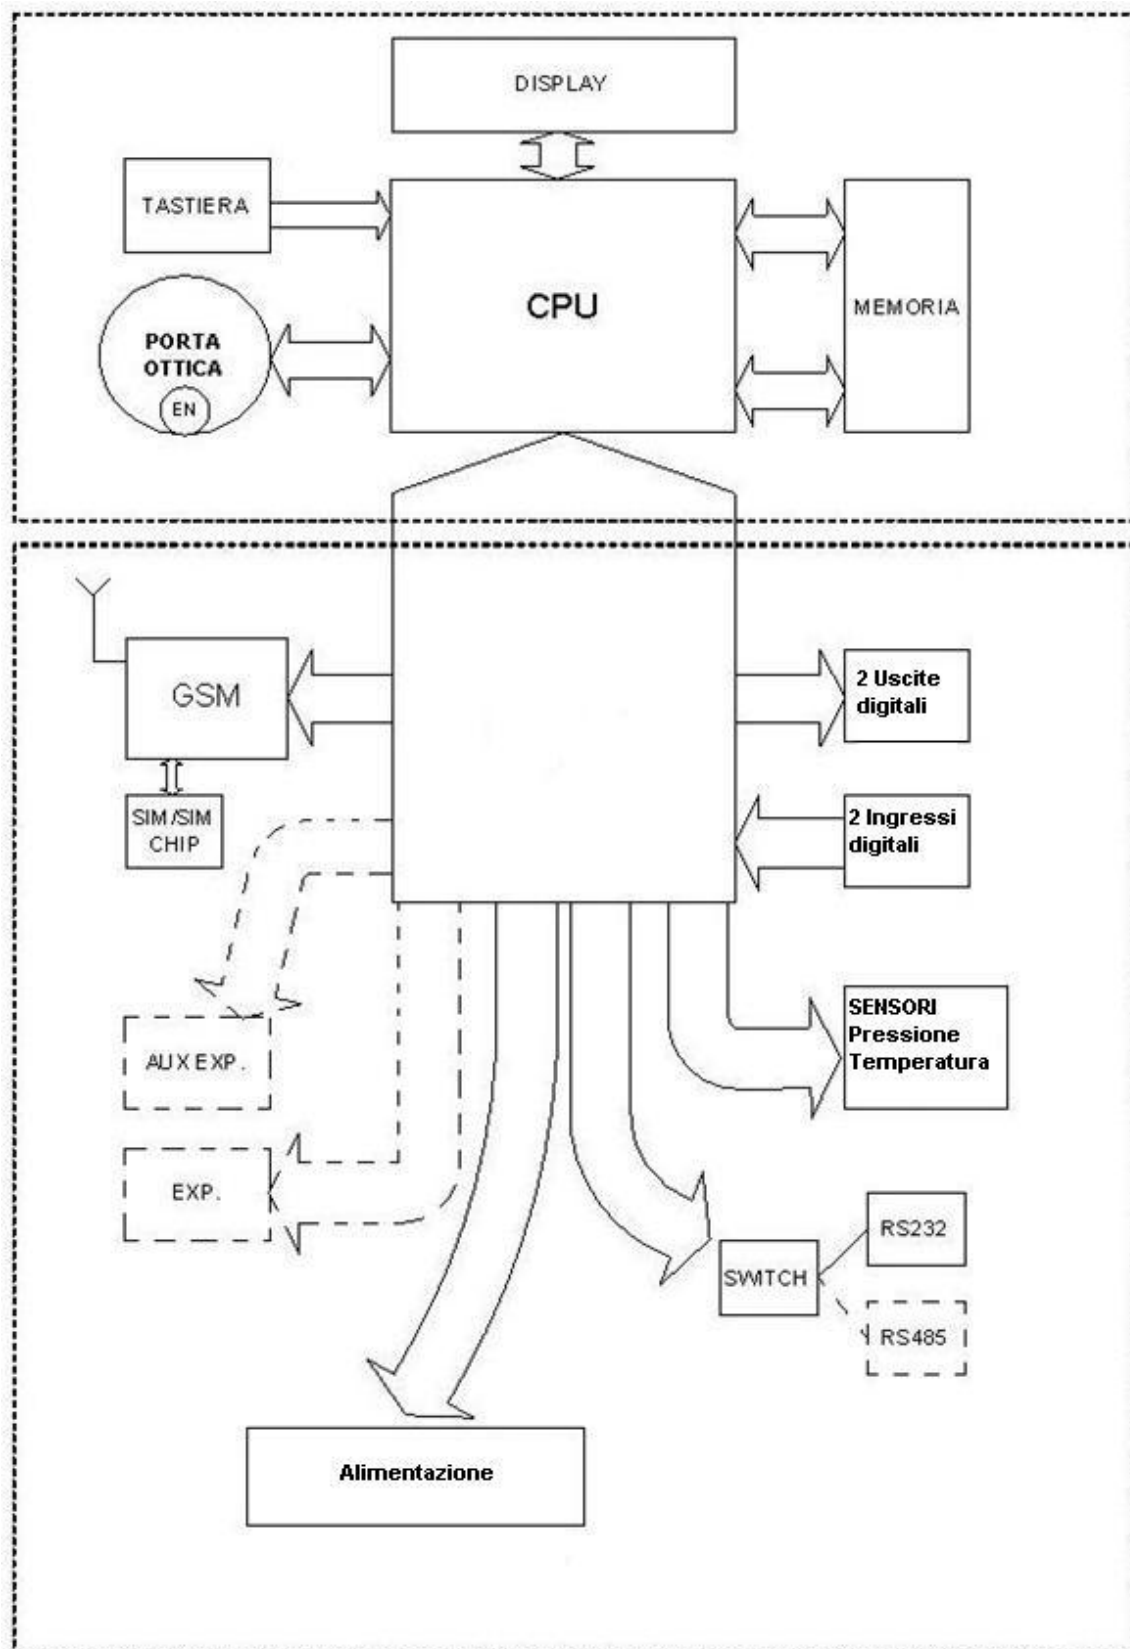 DISPLAY
TASTIERA
CPU
MEMORIA
PORTA
OTTICA
EN
GSM
2 Uscite
digitali
SIM/SIM
CHIP
2 Ingressi
digitali
SENSORI
Pressione
Temperatura
AUX EXP.
EXP.
SWITCH
RS232
RS485
Alimentazione